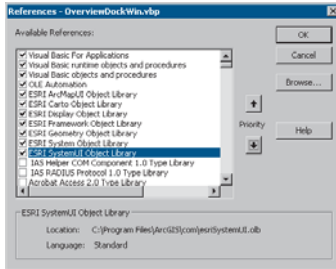 References - OverviewDockWin.vbp
Available References:
OK
Visual Basic For Applications
Visual Basic runtime objects and procedures
Visual Basic objects and procedures
OLE Automation
ESRI ArcMapUI Object Library
ESRI Carto Object Library
ESRI Display Object Library
ESRI Framework Object Library
ESRI Geometry Object Library
ESRI System Object Library
ESRI SystemUI Object Library
IAS Helper COM Component 1.0 Type Library
IAS RADIUS Protocol 1.0 Type Library
Acrobat Access 2.0 Type Library
Cancel
Browse...
Priority
Help
ESRI SystemUI Object Library
Location: C:\Program Files\ArcGIS\com\esriSystemUI.olb
Language: Standard